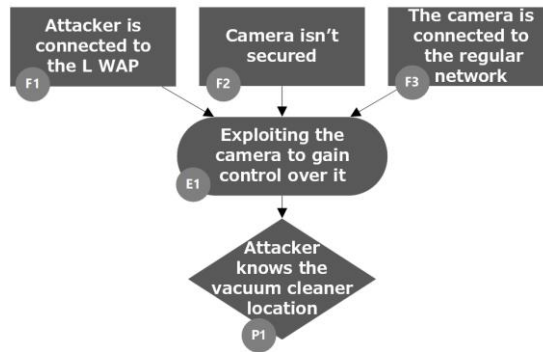 Attacker is
connected to
the L WAP
F1
Camera isn't
secured
F2
The camera is
connected to
the regular
network
F3
Exploiting the
camera to gain
control over it
E1
Attacker
knows the
vacuum cleaner
location
P1